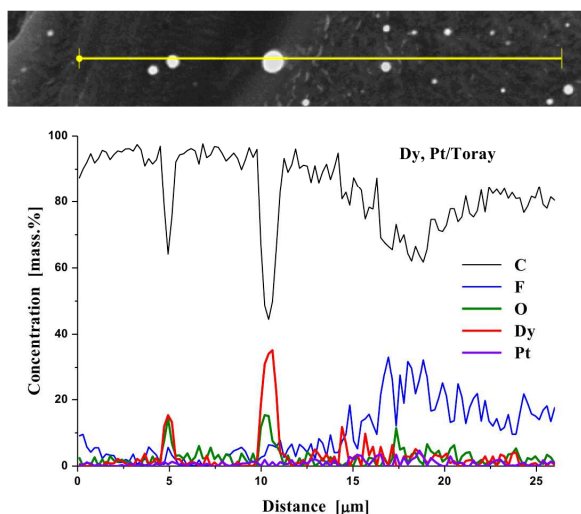 100
80
60
40
20
0
Concentration [mass.%]
Dy, Pt/Toray
C
F
O
Dy
Pt
0 5 10 15 20 25
Distance [μm]